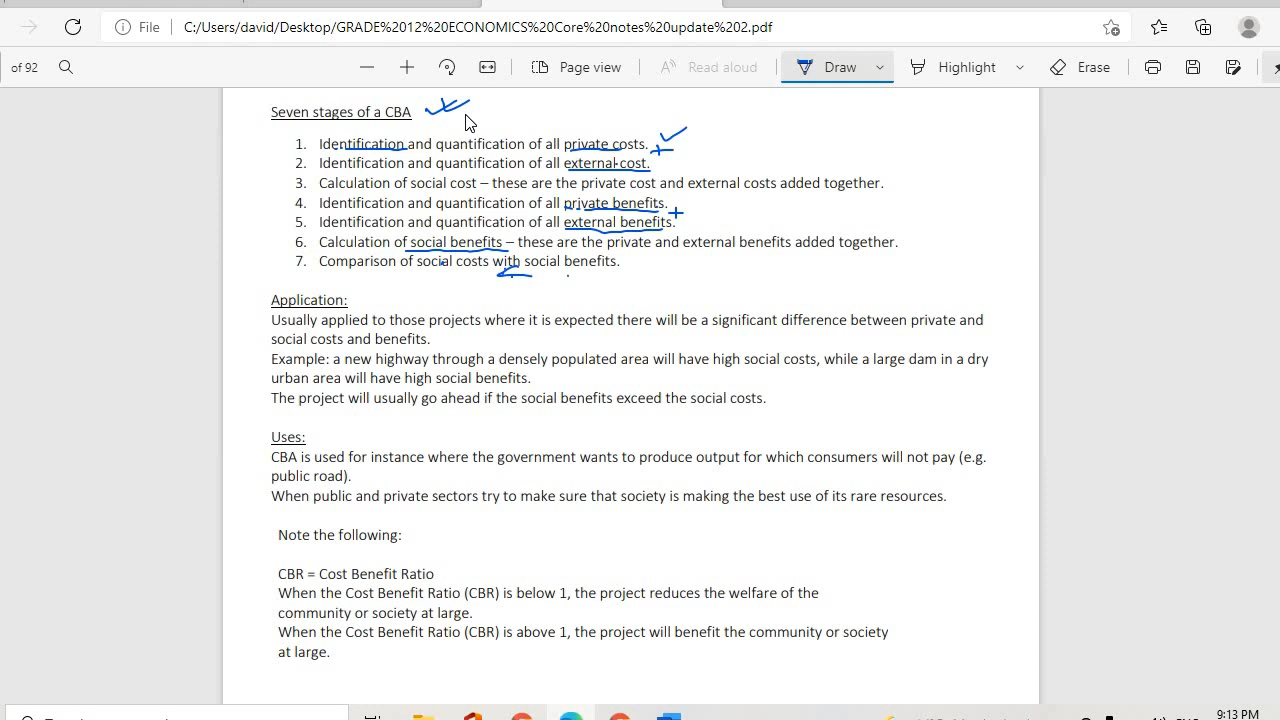 File
C:/Users/david/Desktop/GRADE%2012%20ECONOMICS%20Core%20notes%20update%202.pdf
of 92
Page view
Read aloud
Draw
Highlight
Erase
Seven stages of a CBA
1. Identification and quantification of all private costs.
2. Identification and quantification of all external cost.
3. Calculation of social cost – these are the private cost and external costs added together.
4. Identification and quantification of all private benefits.
5. Identification and quantification of all external benefits.
6. Calculation of social benefits – these are the private and external benefits added together.
7. Comparison of social costs with social benefits.
Application:
Usually applied to those projects where it is expected there will be a significant difference between private and
social costs and benefits.
Example: a new highway through a densely populated area will have high social costs, while a large dam in a dry
urban area will have high social benefits.
The project will usually go ahead if the social benefits exceed the social costs.
Uses:
CBA is used for instance where the government wants to produce output for which consumers will not pay (e.g.
public road).
When public and private sectors try to make sure that society is making the best use of its rare resources.
Note the following:
CBR = Cost Benefit Ratio
When the Cost Benefit Ratio (CBR) is below 1, the project reduces the welfare of the
community or society at large.
When the Cost Benefit Ratio (CBR) is above 1, the project will benefit the community or society
at large.
9:13 PM